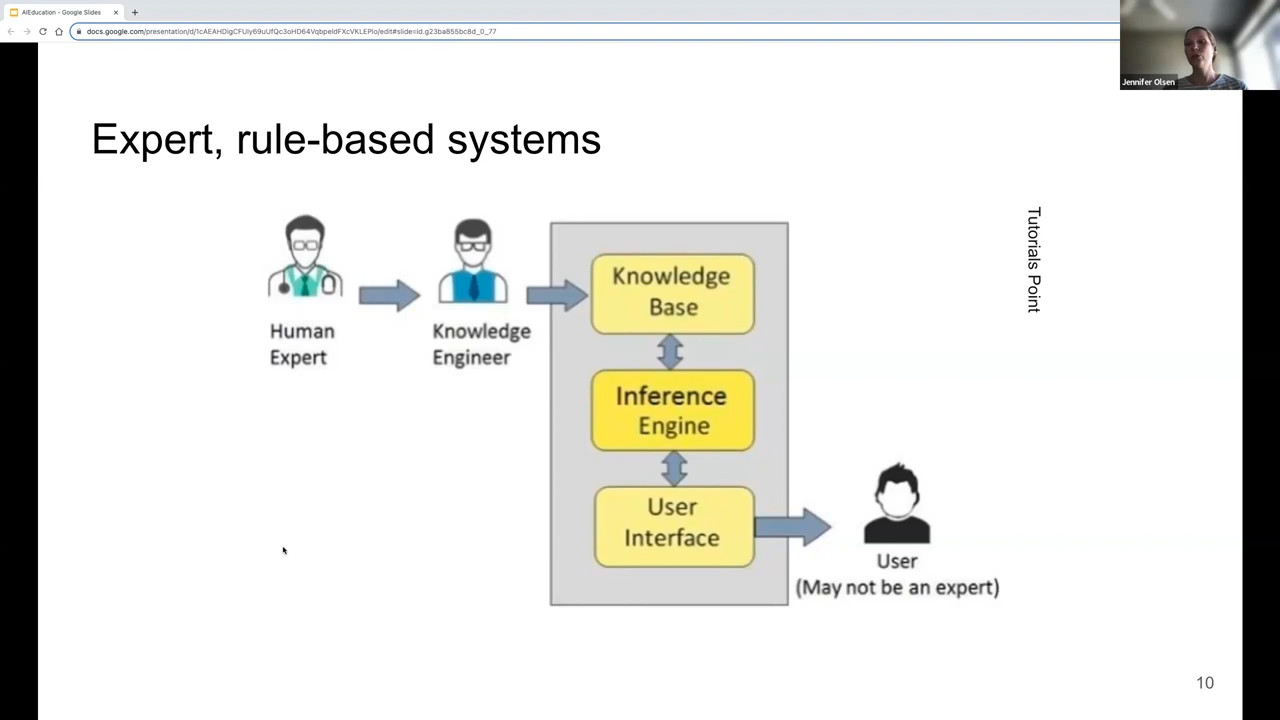 AIEducation - Google Slides
docs.google.com/presentation/d/1cAEAHDigCFUIy69uUfQc3oHD64VqbpeldFXcVKLEPlo/edit#slide=id.g23ba855bc8d_0_77
Jennifer Olsen
Expert, rule-based systems
Tutorials Point
Human
Expert
Knowledge
Engineer
Knowledge
Base
Inference
Engine
User
Interface
User
(May not be an expert)
10